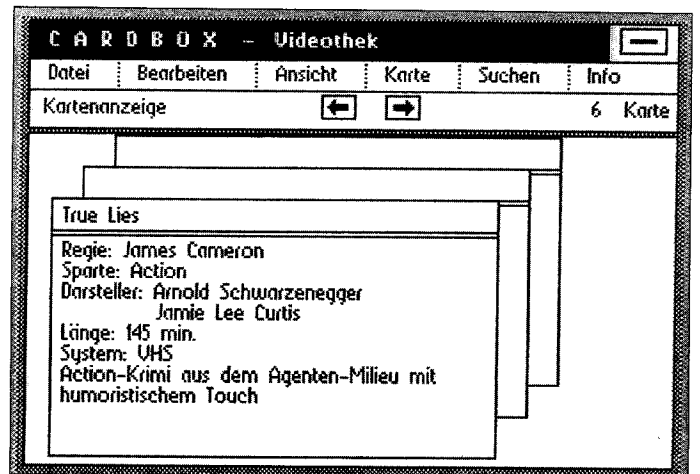 CARDBOX - Videothek
Datei Bearbeiten Ansicht Karte Suchen Info
Kartenanzeige 6 Karte
True Lies
Regie: James Cameron
Sparte: Action
Darsteller: Arnold Schwarzenegger
Jamie Lee Curtis
Länge: 145 min.
System: VHS
Action-Krimi aus dem Agenten-Milieu mit
humoristischem Touch